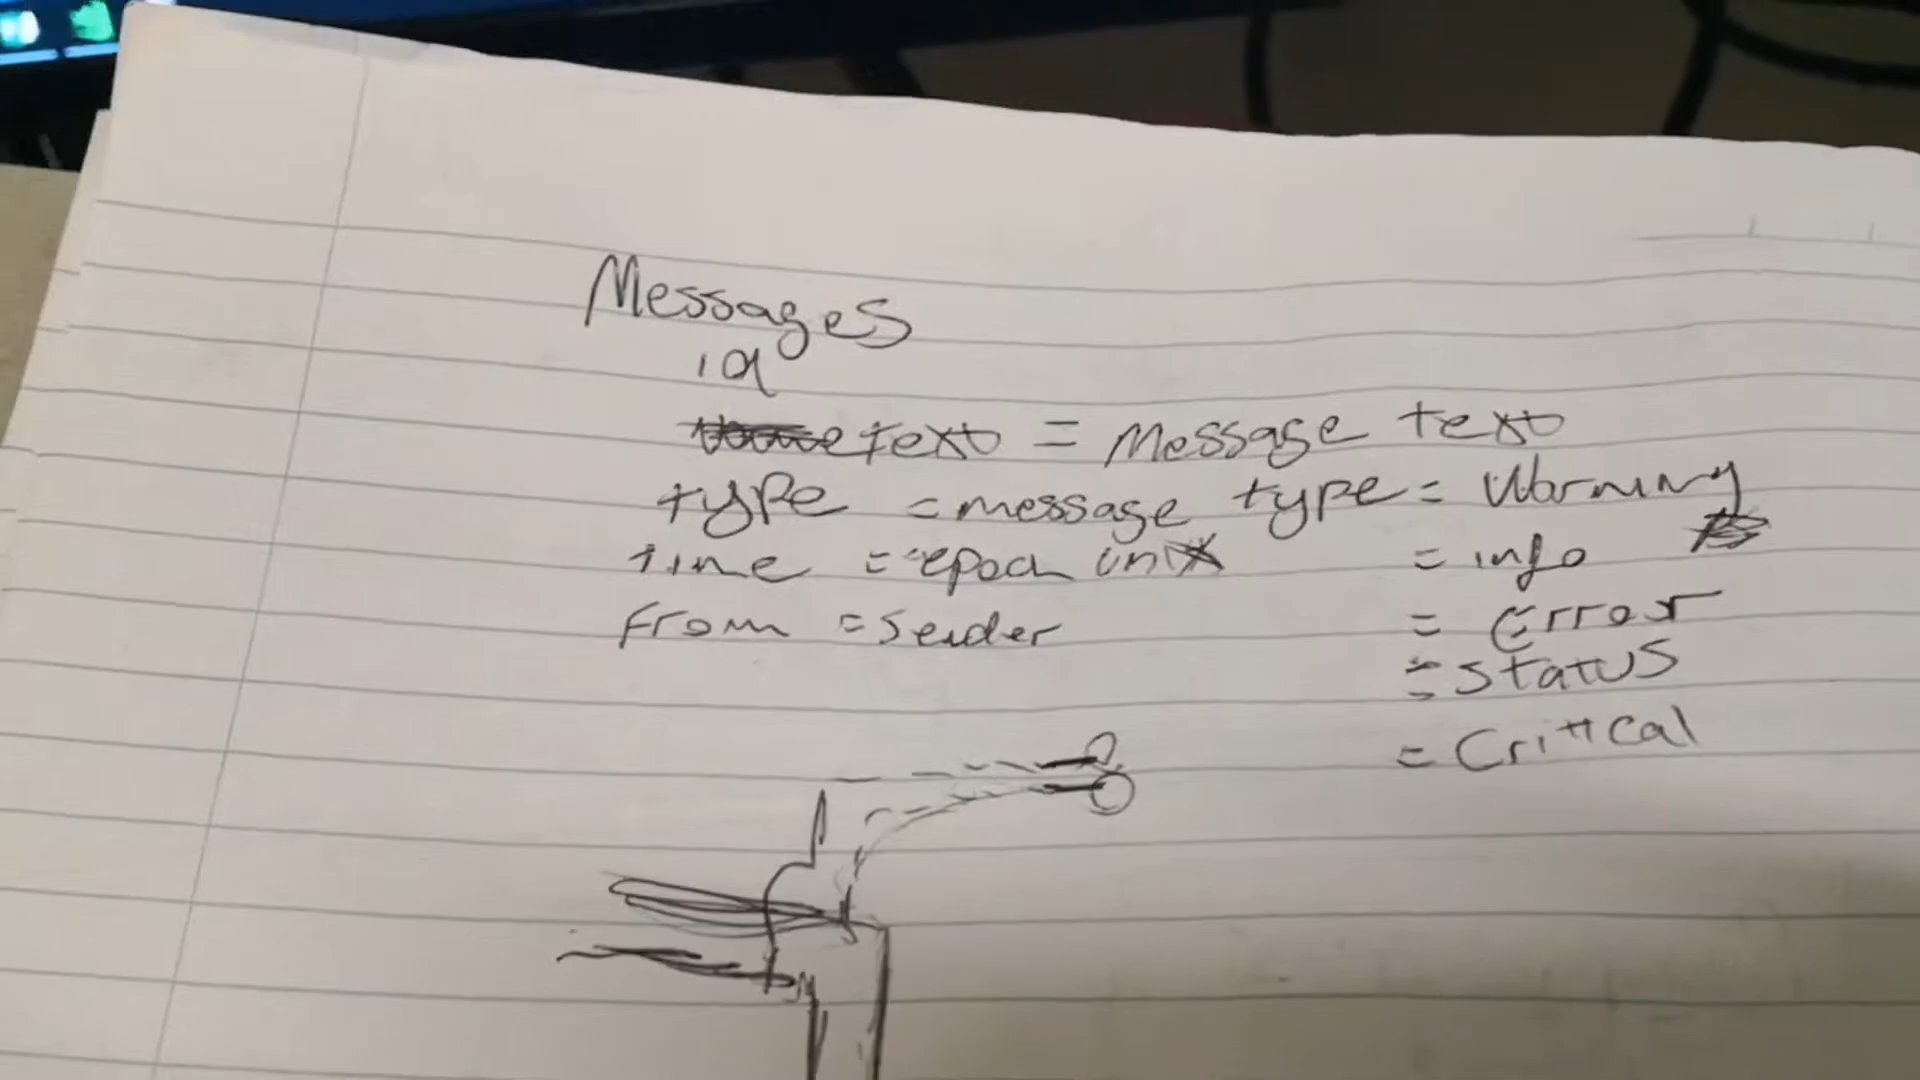 Messages
id
text = Message text
type = message type = Warning
time = epoch unix = info
from = sender = Error
= status
= Critical